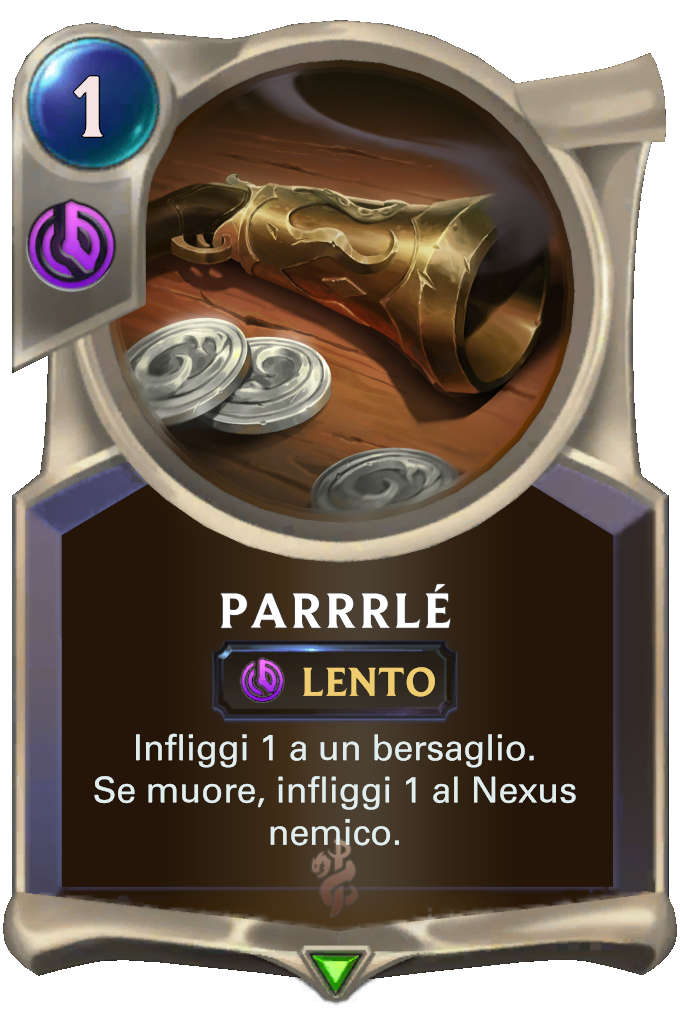 1
PARRRLÉ
LENTO
Infliggi 1 a un bersaglio.
Se muore, infliggi 1 al Nexus
nemico.